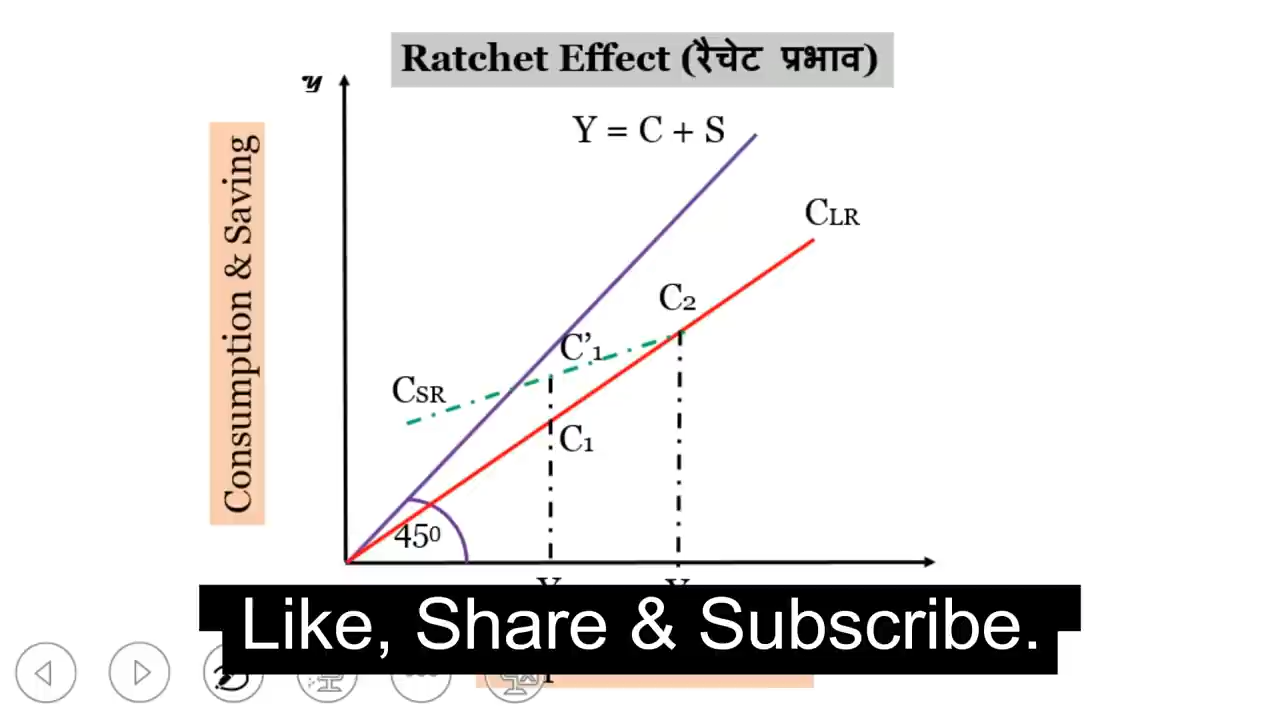 Ratchet Effect (रैचेट प्रभाव)
y
Y = C + S
Consumption & Saving
CLR
C2
C’1
CSR
C1
45⁰
Like, Share & Subscribe.